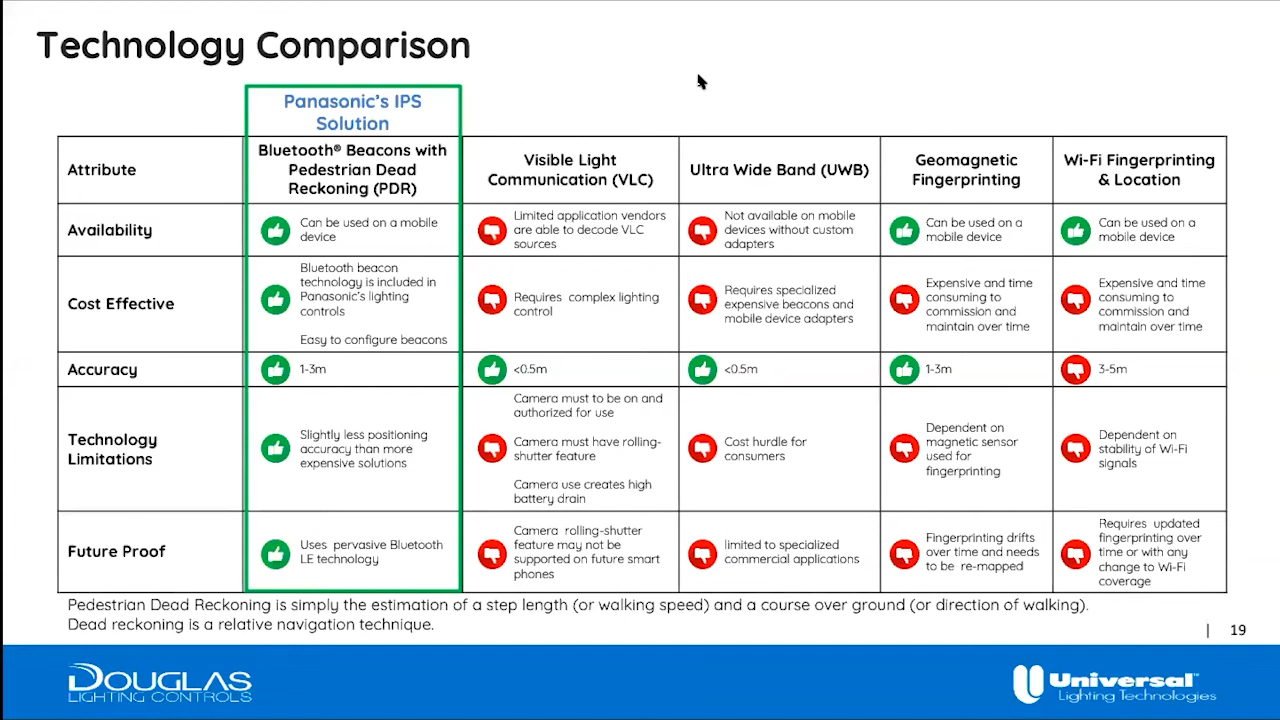 Technology Comparison
Panasonic's IPS
Solution
Attribute
Bluetooth® Beacons with
Pedestrian Dead
Reckoning (PDR)
Visible Light
Communication (VLC)
Ultra Wide Band (UWB)
Geomagnetic
Fingerprinting
Wi-Fi Fingerprinting
& Location
Availability
Can be used on a mobile
device
Limited application vendors
are able to decode VLC
sources
Not available on mobile
devices without custom
adapters
Can be used on a
mobile device
Can be used on a
mobile device
Cost Effective
Bluetooth beacon
technology is included in
Panasonic's lighting
controls
Easy to configure beacons
Requires complex lighting
control
Requires specialized
expensive beacons and
mobile device adapters
Expensive and time
consuming to
commission and
maintain over time
Expensive and time
consuming to
commission and
maintain over time
Accuracy
1-3m
<0.5m
<0.5m
1-3m
3-5m
Technology
Limitations
Slightly less positioning
accuracy than more
expensive solutions
Camera must to be on and
authorized for use
Camera must have rolling-
shutter feature
Camera use creates high
battery drain
Cost hurdle for
consumers
Dependent on
magnetic sensor
used for
fingerprinting
Dependent on
stability of Wi-Fi
signals
Future Proof
Uses pervasive Bluetooth
LE technology
Camera rolling-shutter
feature may not be
supported on future smart
phones
limited to specialized
commercial applications
Fingerprinting drifts
over time and needs
to be re-mapped
Requires updated
fingerprinting over
time or with any
change to Wi-Fi
coverage
Pedestrian Dead Reckoning is simply the estimation of a step length (or walking speed) and a course over ground (or direction of walking).
Dead reckoning is a relative navigation technique.
| 19
DOUGLAS
LIGHTING CONTROLS
Universal™
Lighting Technologies®